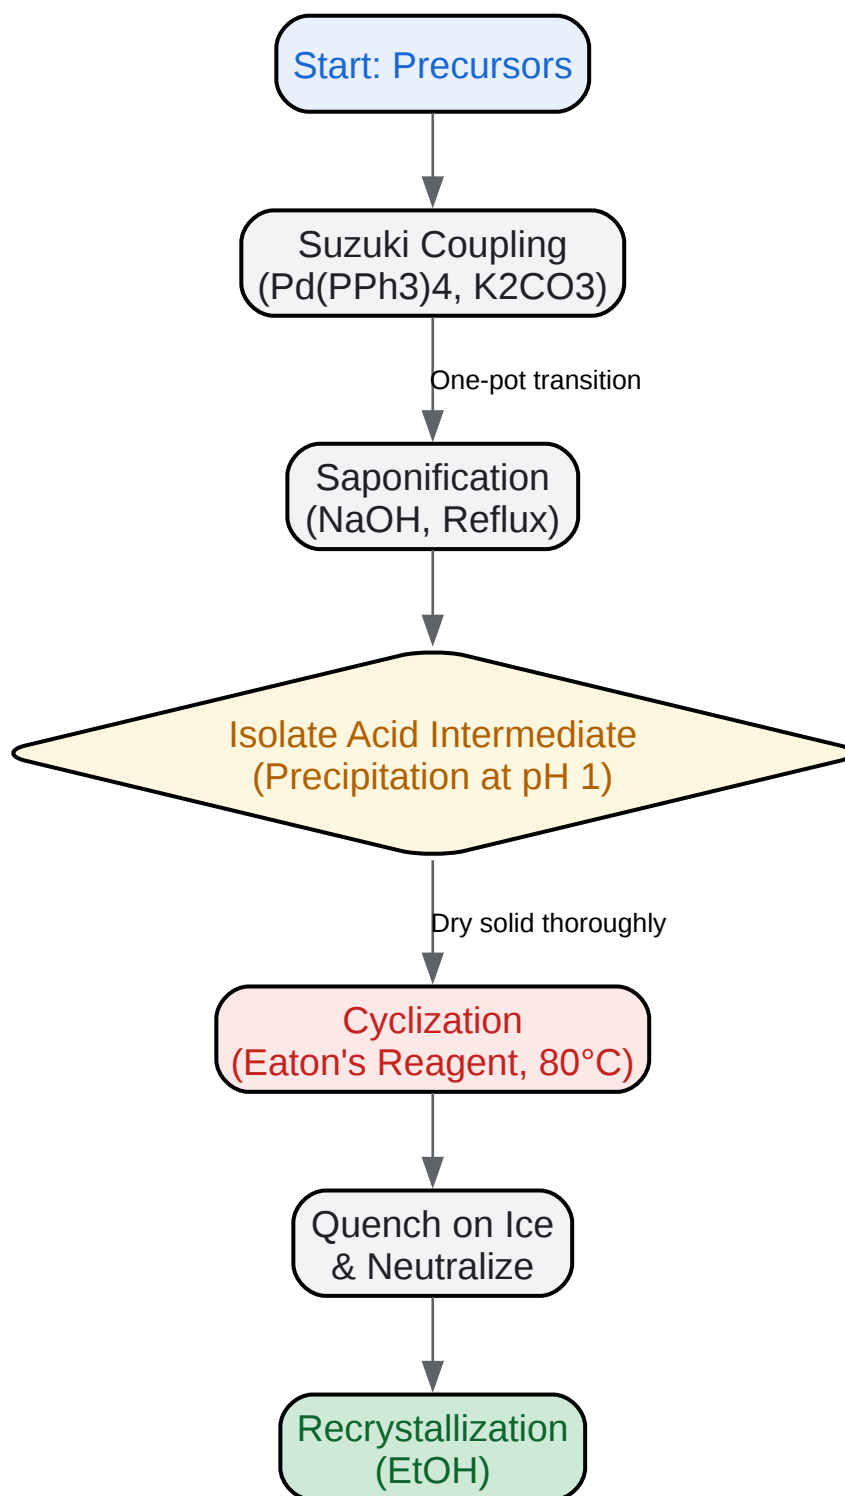 Start: Precursors
Suzuki Coupling
(Pd(PPh3)4, K2CO3)
One-pot transition
Saponification
(NaOH, Reflux)
Isolate Acid Intermediate
(Precipitation at pH 1)
Dry solid thoroughly
Cyclization
(Eaton's Reagent, 80°C)
Quench on Ice
& Neutralize
Recrystallization
(EtOH)